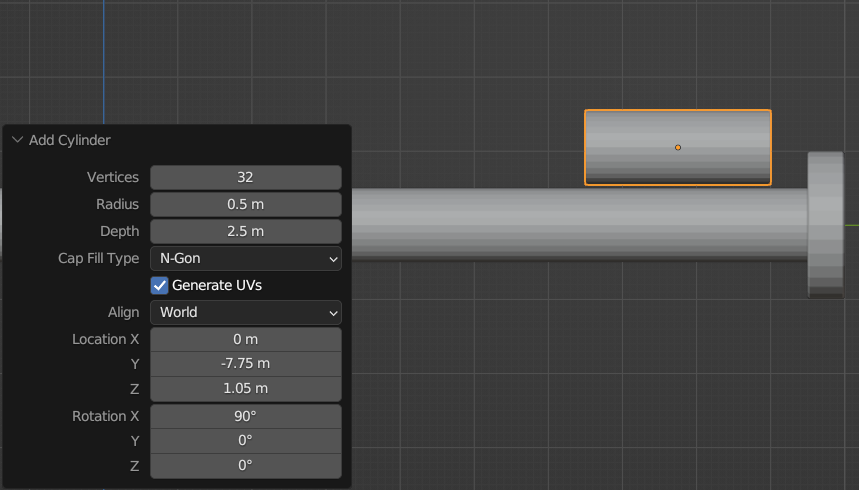 Add Cylinder
Vertices 32
Radius 0.5 m
Depth 2.5 m
Cap Fill Type N-Gon
Generate UVs
Align World
Location X 0 m
Y -7.75 m
Z 1.05 m
Rotation X 90°
Y 0°
Z 0°